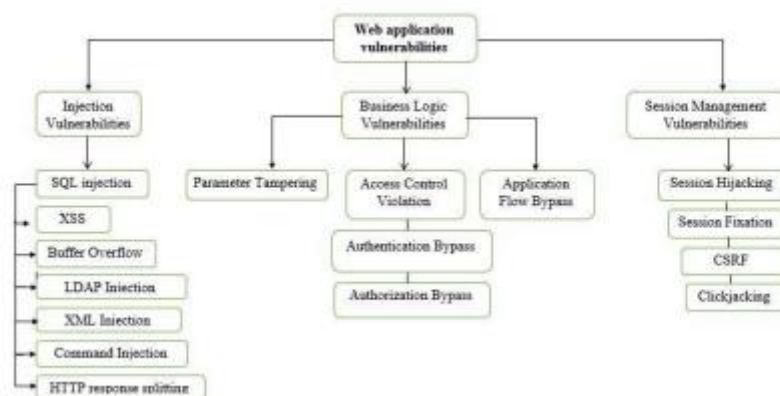 Web application
vulnerabilities
Injection
Vulnerabilities
Business Logic
Vulnerabilities
Session Management
Vulnerabilities
SQL injection
XSS
Buffer Overflow
LDAP Injection
XML Injection
Command Injection
HTTP response splitting
Parameter Tampering
Access Control
Violation
Authentication Bypass
Authorization Bypass
Application
Flow Bypass
Session Hijacking
Session Fixation
CSRF
Clickjacking